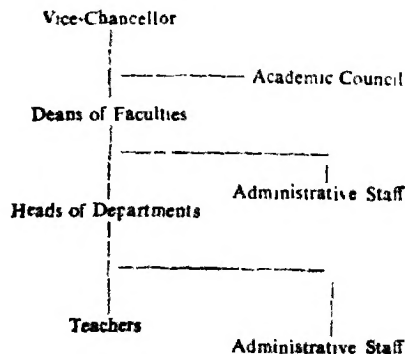 Vice-Chancellor
Academic Council
Deans of Faculties
Administrative Staff
Heads of Departments
Teachers
Administrative Staff